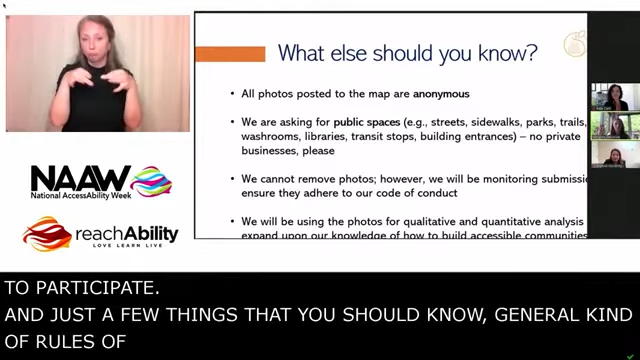 What else should you know?
• All photos posted to the map are anonymous
• We are asking for public spaces (e.g., streets, sidewalks, parks, trails,
washrooms, libraries, transit stops, building entrances) – no private
businesses, please
• We cannot remove photos; however, we will be monitoring submissio
ensure they adhere to our code of conduct
• We will be using the photos for qualitative and quantitative analysis
expand upon our knowledge of how to build accessible communities
NAAW
National AccessAbility Week
reachAbility
LOVE LEARN LIVE
TO PARTICIPATE.
AND JUST A FEW THINGS THAT YOU SHOULD KNOW, GENERAL KIND
OF RULES OF